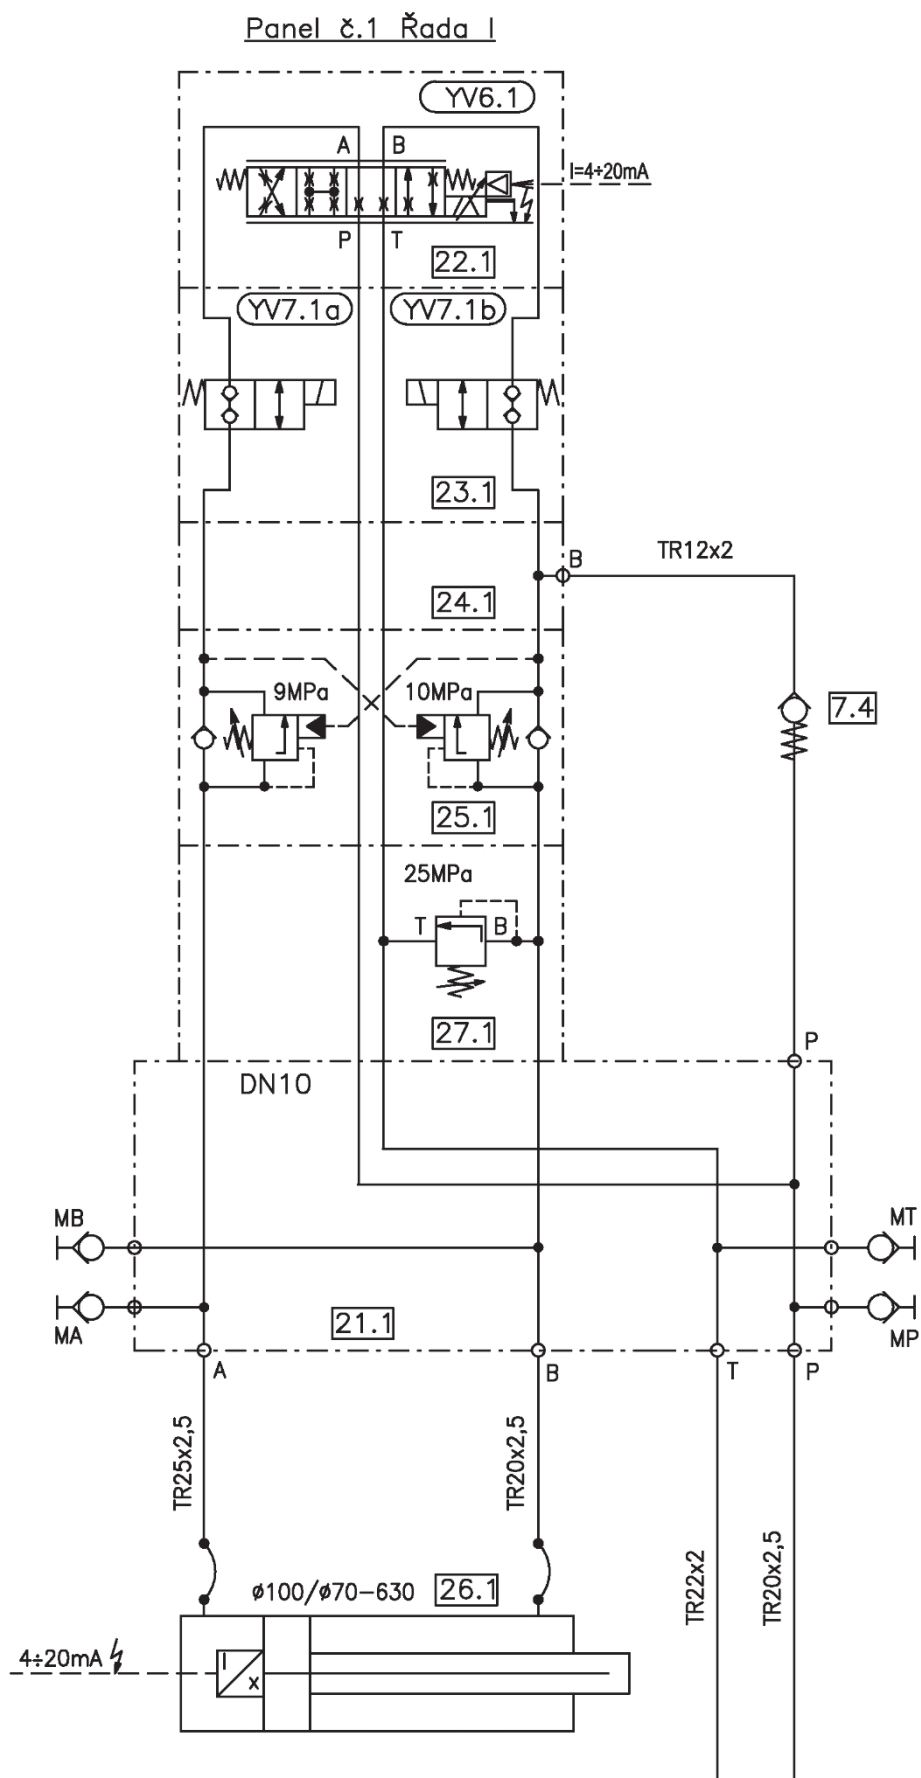 Panel č.1 Řada I
YV6.1
A B
I=4÷20mA
P T
22.1
YV7.1a YV7.1b
23.1
B TR12x2
24.1
9MPa 10MPa
7.4
25.1
25MPa
T B
27.1
P
DN10
MB MT
MA MP
21.1
A B T P
TR25x2,5
TR20x2,5
TR22x2
TR20x2,5
ø100/ø70-630 26.1
4÷20mA
I
x